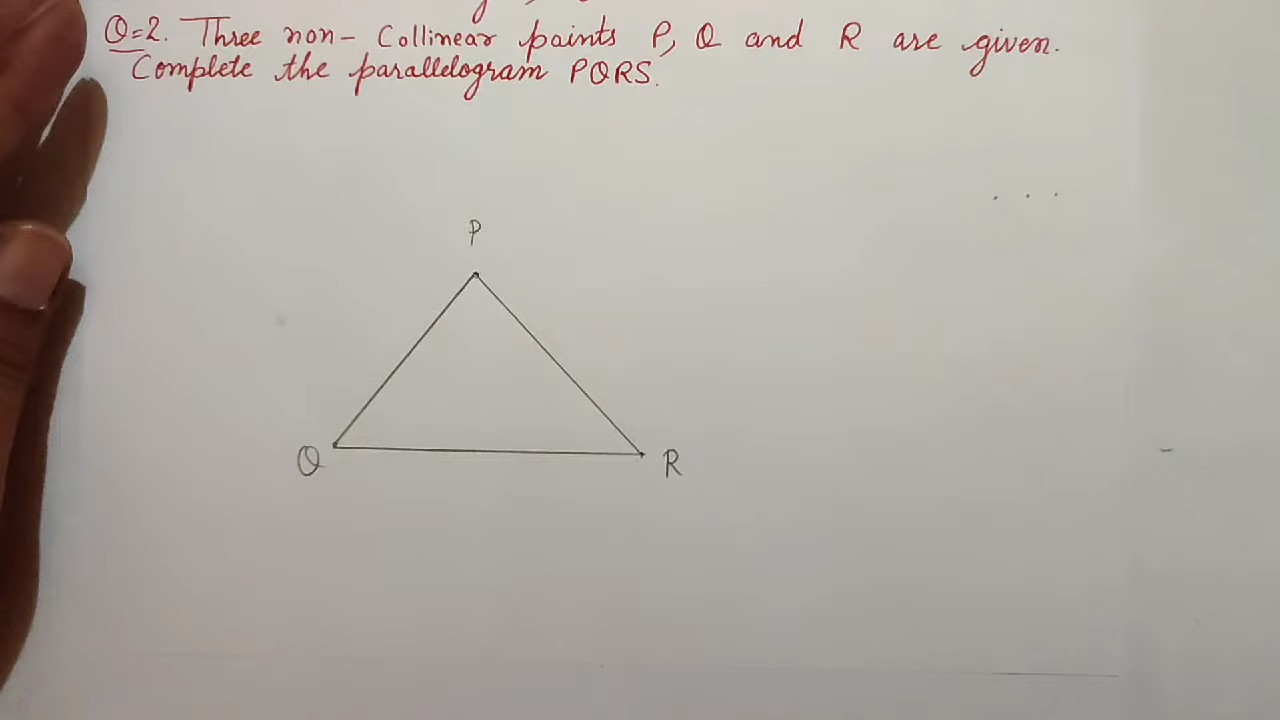 Q=2. Three non- Collinear points P, Q and R are given.
Complete the parallelogram PQRS.
P
Q
R